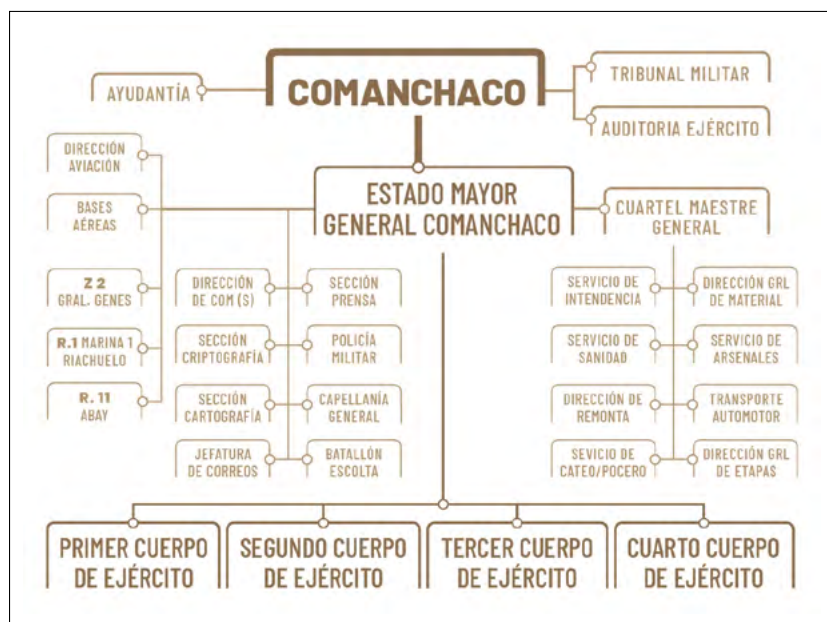 COMANCHACO
AYUDANTÍA
TRIBUNAL MILITAR
AUDITORIA EJÉRCITO
DIRECCIÓN
AVIACIÓN
BASES
AÉREAS
Z 2
GRAL. GENES
R.1 MARINA 1
RIACHUELO
R. 11
ABAY
ESTADO MAYOR
GENERAL COMANCHACO
CUARTEL MAESTRE
GENERAL
DIRECCIÓN
DE COM (S)
SECCIÓN
PRENSA
SECCIÓN
CRIPTOGRAFÍA
POLICÍA
MILITAR
SECCIÓN
CARTOGRAFÍA
CAPELLANÍA
GENERAL
JEFATURA
DE CORREOS
BATALLÓN
ESCOLTA
SERVICIO DE
INTENDENCIA
DIRECCIÓN GRL
DE MATERIAL
SERVICIO DE
SANIDAD
SERVICIO DE
ARSENALES
DIRECCIÓN DE
REMONTA
TRANSPORTE
AUTOMOTOR
SEVICIO DE
CATEO/POCERO
DIRECCIÓN GRL
DE ETAPAS
PRIMER CUERPO
DE EJÉRCITO
SEGUNDO CUERPO
DE EJÉRCITO
TERCER CUERPO
DE EJÉRCITO
CUARTO CUERPO
DE EJÉRCITO